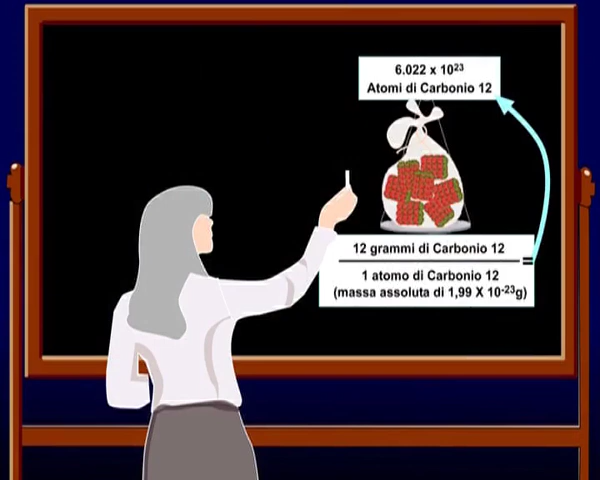 6.022 x 10²³
Atomi di Carbonio 12
12 grammi di Carbonio 12
=
1 atomo di Carbonio 12
(massa assoluta di 1,99 X 10⁻²³g)